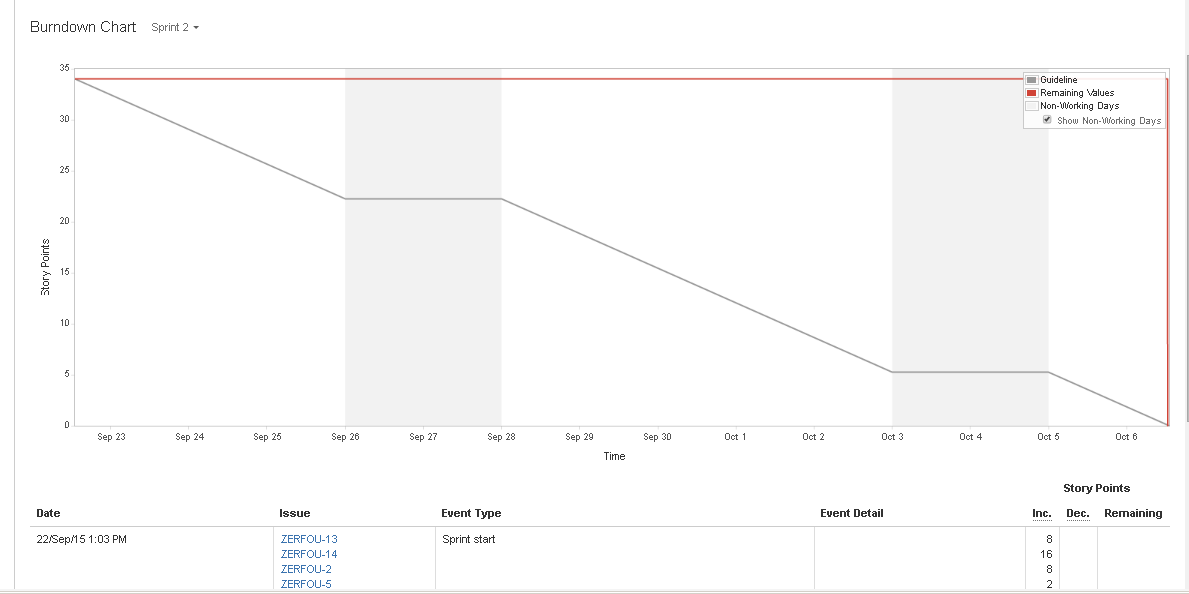 Burndown Chart Sprint 2
35
Guideline
Remaining Values
Non-Working Days
Show Non-Working Days
30
25
20
15
10
5
0
Story Points
Sep 23 Sep 24 Sep 25 Sep 26 Sep 27 Sep 28 Sep 29 Sep 30 Oct 1 Oct 2 Oct 3 Oct 4 Oct 5 Oct 6
Time
Story Points
Date Issue Event Type Event Detail Inc. Dec. Remaining
22/Sep/15 1:03 PM ZERFOU-13 Sprint start 8
ZERFOU-14 16
ZERFOU-2 8
ZERFOU-5 2